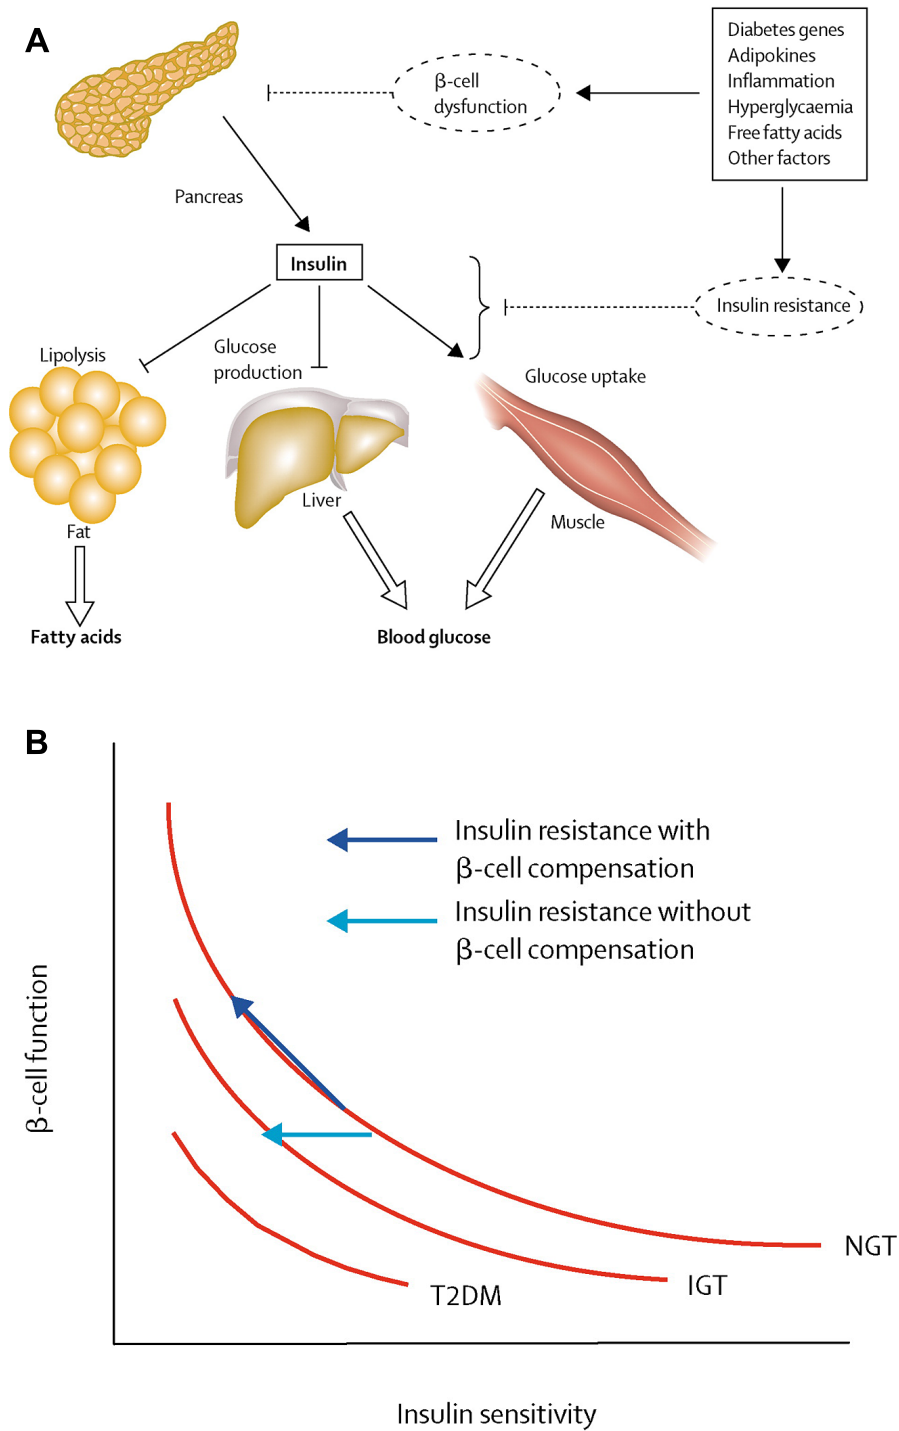 A
Diabetes genes
Adipokines
Inflammation
Hyperglycaemia
Free fatty acids
Other factors
β-cell
dysfunction
Pancreas
Insulin
Insulin resistance
Lipolysis
Glucose
production
Glucose uptake
Liver
Muscle
Fat
Fatty acids
Blood glucose
B
Insulin resistance with
β-cell compensation
Insulin resistance without
β-cell compensation
β-cell function
NGT
IGT
T2DM
Insulin sensitivity